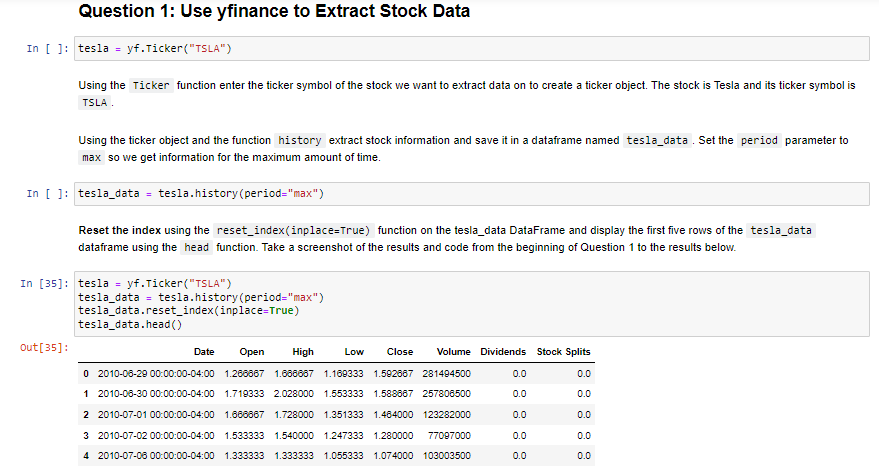 Question 1: Use yfinance to Extract Stock Data
In [ ]: tesla = yf.Ticker("TSLA")
Using the Ticker function enter the ticker symbol of the stock we want to extract data on to create a ticker object. The stock is Tesla and its ticker symbol is
TSLA .
Using the ticker object and the function history extract stock information and save it in a dataframe named tesla_data . Set the period parameter to
max so we get information for the maximum amount of time.
In [ ]: tesla_data = tesla.history(period="max")
Reset the index using the reset_index(inplace=True) function on the tesla_data DataFrame and display the first five rows of the tesla_data
dataframe using the head function. Take a screenshot of the results and code from the beginning of Question 1 to the results below.
In [35]: tesla = yf.Ticker("TSLA")
tesla_data = tesla.history(period="max")
tesla_data.reset_index(inplace=True)
tesla_data.head()
Out[35]:
Date Open High Low Close Volume Dividends Stock Splits
0 2010-06-29 00:00:00-04:00 1.266667 1.666667 1.169333 1.592667 281494500 0.0 0.0
1 2010-06-30 00:00:00-04:00 1.719333 2.028000 1.553333 1.588667 257806500 0.0 0.0
2 2010-07-01 00:00:00-04:00 1.666667 1.728000 1.351333 1.464000 123282000 0.0 0.0
3 2010-07-02 00:00:00-04:00 1.533333 1.540000 1.247333 1.280000 77097000 0.0 0.0
4 2010-07-06 00:00:00-04:00 1.333333 1.333333 1.055333 1.074000 103003500 0.0 0.0